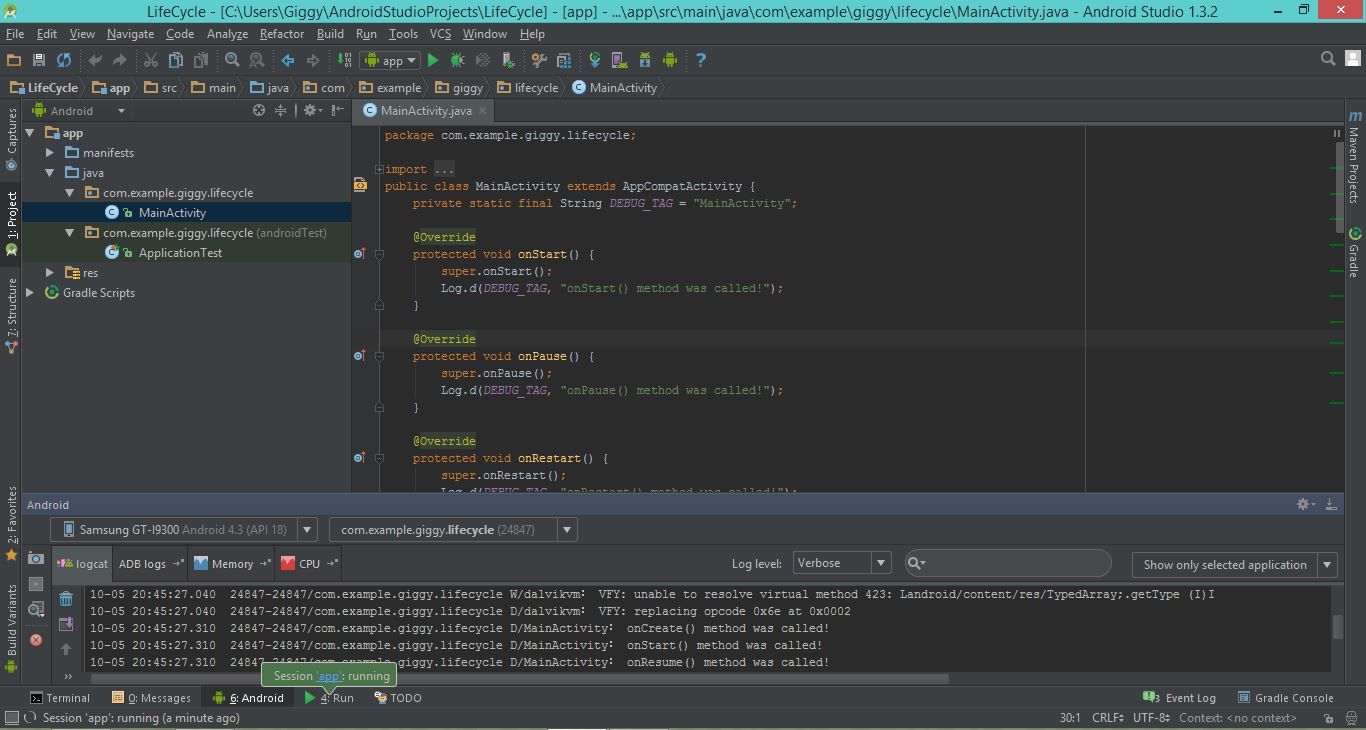 LifeCycle - [C:\Users\Giggy\AndroidStudioProjects\LifeCycle] - [app] - ...\app\src\main\java\com\example\giggy\lifecycle\MainActivity.java - Android Studio 1.3.2
File Edit View Navigate Code Analyze Refactor Build Run Tools VCS Window Help
app
LifeCycle app src main java com example giggy lifecycle MainActivity
Android
MainActivity.java
Captures
1: Project
7: Structure
2: Favorites
Build Variants
app
manifests
java
com.example.giggy.lifecycle
MainActivity
com.example.giggy.lifecycle (androidTest)
ApplicationTest
res
Gradle Scripts
package com.example.giggy.lifecycle;
import ...
public class MainActivity extends AppCompatActivity {
private static final String DEBUG_TAG = "MainActivity";
@Override
protected void onStart() {
super.onStart();
Log.d(DEBUG_TAG, "onStart() method was called!");
}
@Override
protected void onPause() {
super.onPause();
Log.d(DEBUG_TAG, "onPause() method was called!");
}
@Override
protected void onRestart() {
super.onRestart();
Log.d(DEBUG_TAG, "onRestart() method was called!");
m Maven Projects
Gradle
Android
Samsung GT-I9300 Android 4.3 (API 18) com.example.giggy.lifecycle (24847)
logcat ADB logs Memory CPU Log level: Verbose Show only selected application
10-05 20:45:27.040 24847-24847/com.example.giggy.lifecycle W/dalvikvm: VFY: unable to resolve virtual method 423: Landroid/content/res/TypedArray;.getType (I)I
10-05 20:45:27.040 24847-24847/com.example.giggy.lifecycle D/dalvikvm: VFY: replacing opcode 0x6e at 0x0002
10-05 20:45:27.310 24847-24847/com.example.giggy.lifecycle D/MainActivity: onCreate() method was called!
10-05 20:45:27.310 24847-24847/com.example.giggy.lifecycle D/MainActivity: onStart() method was called!
10-05 20:45:27.310 24847-24847/com.example.giggy.lifecycle D/MainActivity: onResume() method was called!
Session 'app': running
Terminal 0: Messages 6: Android 4: Run TODO 3 Event Log Gradle Console
Session 'app': running (a minute ago) 30:1 CRLF UTF-8 Context: <no context>